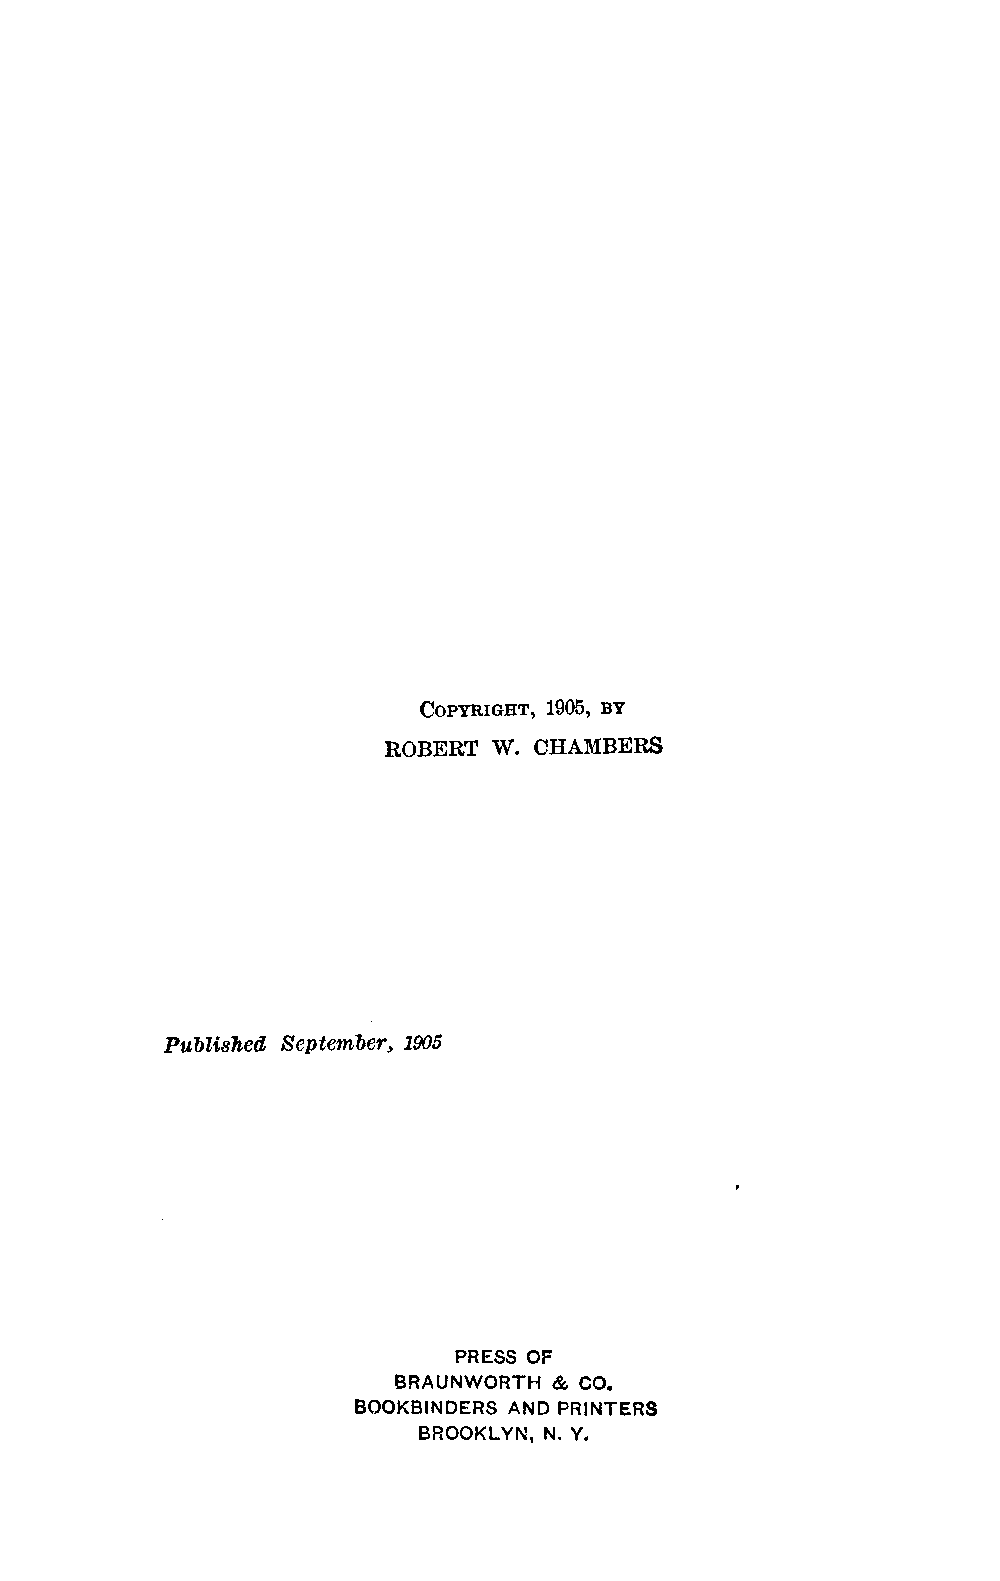 COPYRIGHT, 1905, BY
ROBERT W. CHAMBERS
Published September, 1905
PRESS OF
BRAUNWORTH & CO.
BOOKBINDERS AND PRINTERS
BROOKLYN, N. Y.